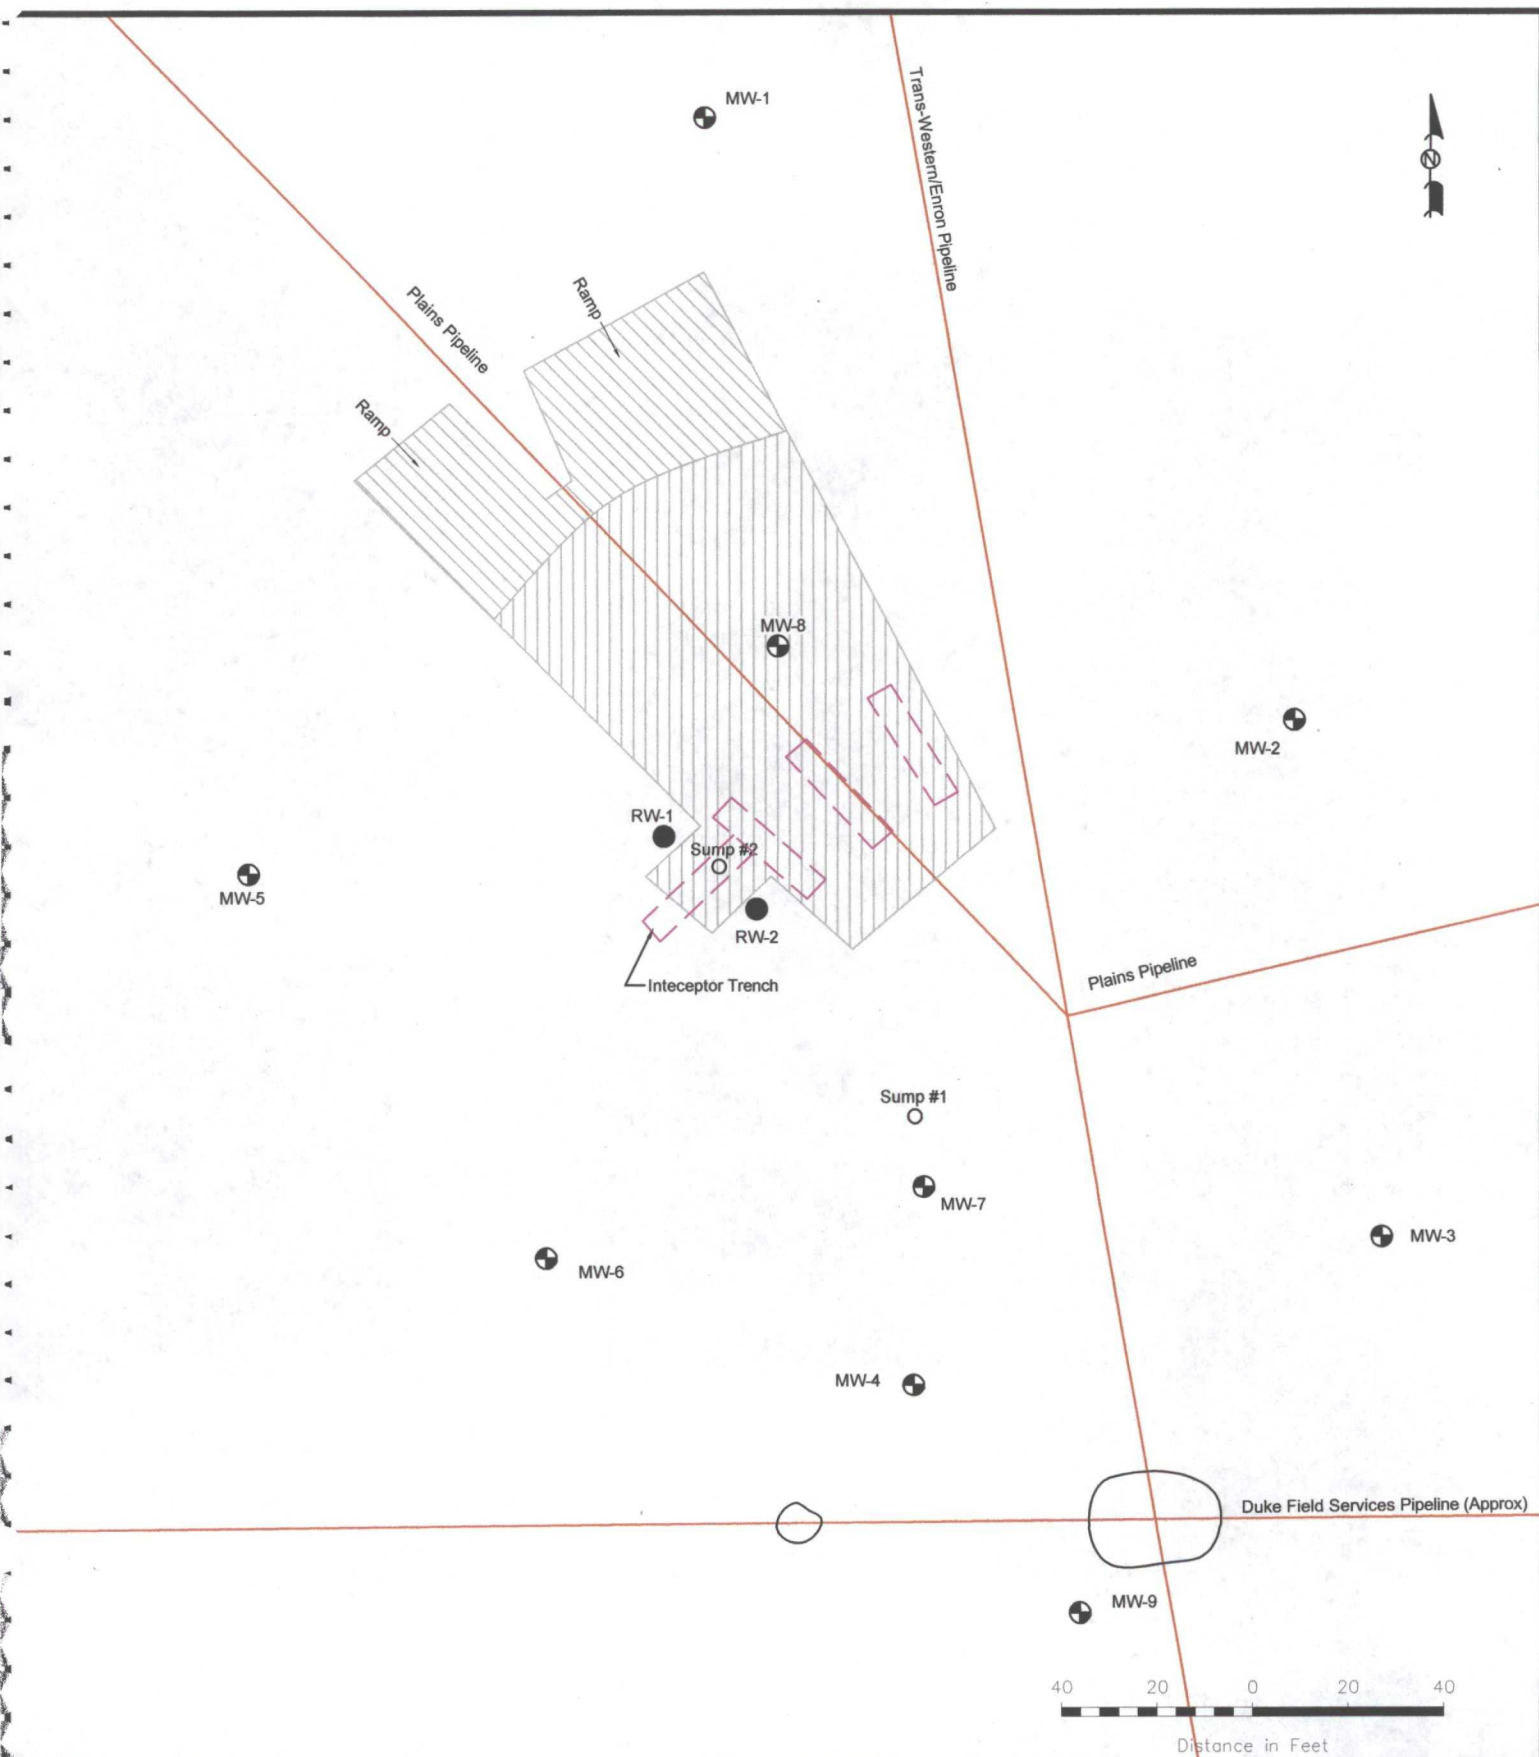 MW-1
Trans-Western/Enron Pipeline
N
Ramp
Plains Pipeline
Ramp
MW-8
MW-2
RW-1
Sump #2
MW-5
RW-2
Plains Pipeline
Inteceptor Trench
Sump #1
MW-7
MW-3
MW-6
MW-4
Duke Field Services Pipeline (Approx)
MW-9
40 20 0 20 40
Distance in Feet